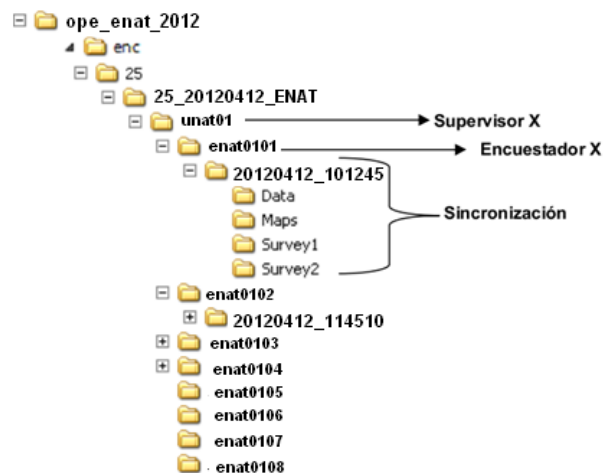 ope_enat_2012
enc
25
25_20120412_ENAT
unat01 Supervisor X
enat0101 Encuestador X
20120412_101245
Data
Maps
Sincronización
Survey1
Survey2
enat0102
20120412_114510
enat0103
enat0104
enat0105
enat0106
enat0107
enat0108